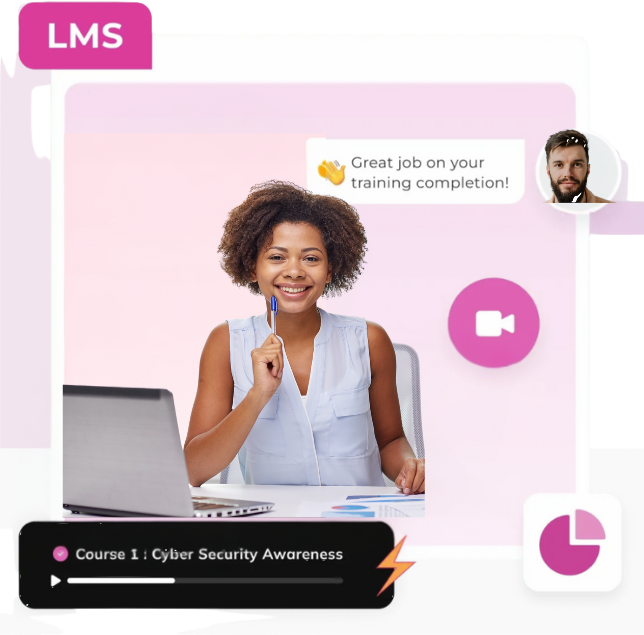 LMS
Great job on your
training completion!
Course 1 : Cyber Security Awareness